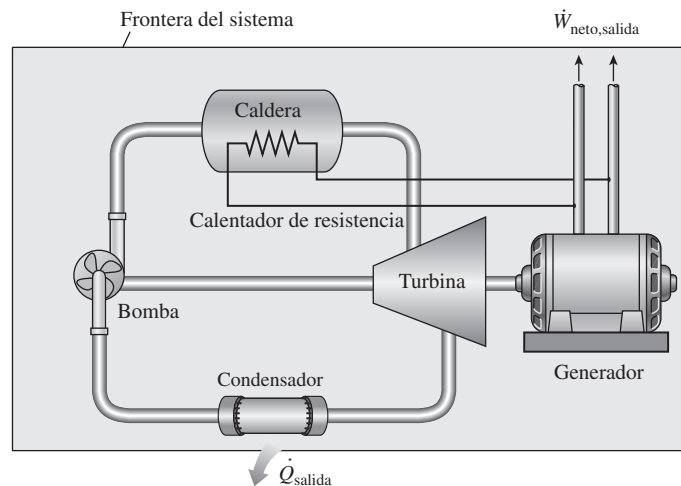 Frontera del sistema
Ẇneto,salida
Caldera
Calentador de resistencia
Turbina
Bomba
Condensador
Generador
Q̇salida